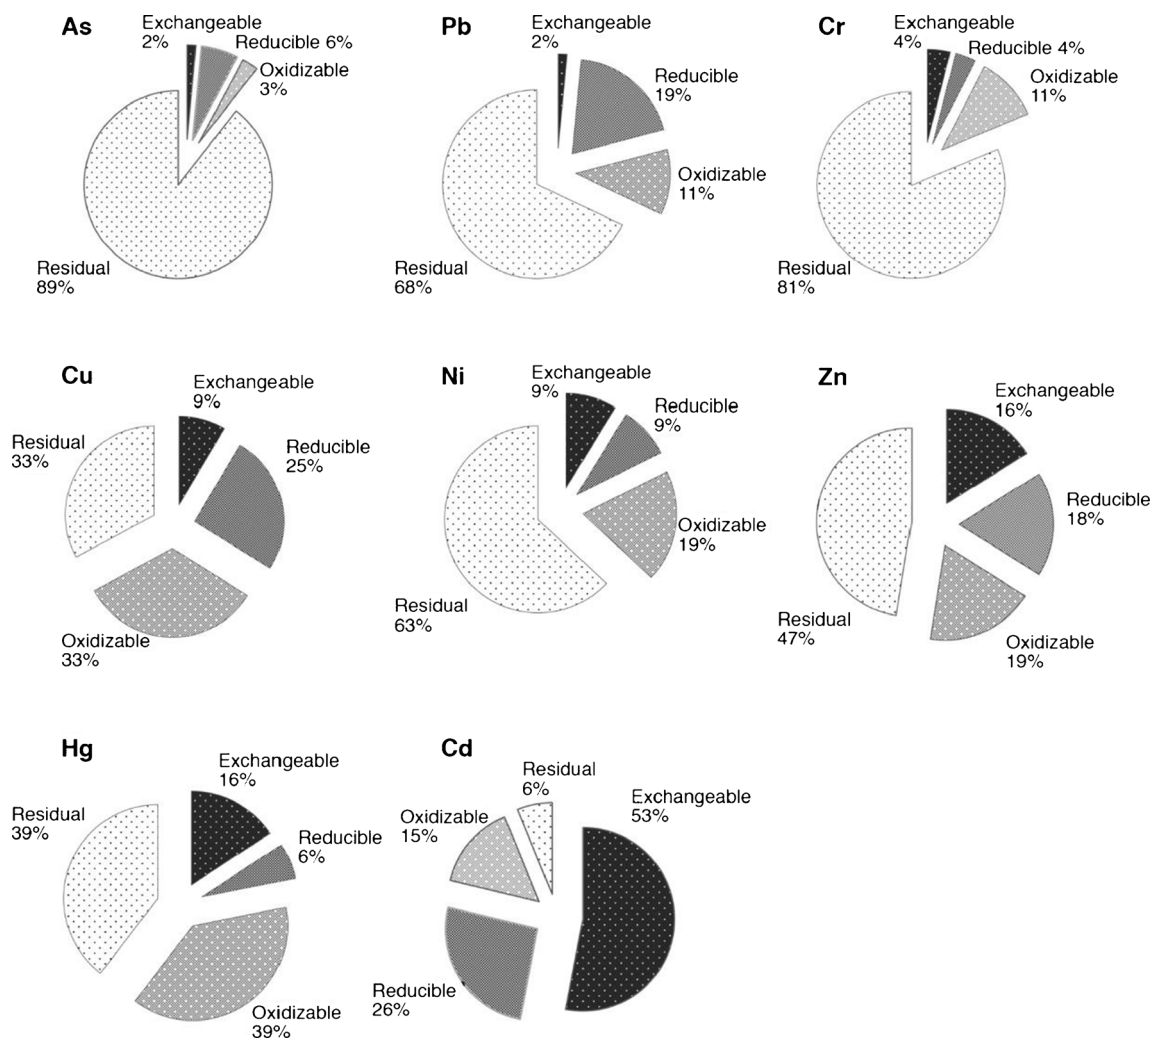 As
Exchangeable
2%
Reducible 6%
Oxidizable
3%
Residual
89%
Pb
Exchangeable
2%
Reducible
19%
Oxidizable
11%
Residual
68%
Cr
Exchangeable
4%
Reducible 4%
Oxidizable
11%
Residual
81%
Cu
Exchangeable
9%
Reducible
25%
Residual
33%
Oxidizable
33%
Ni
Exchangeable
9%
Reducible
9%
Oxidizable
19%
Residual
63%
Zn
Exchangeable
16%
Reducible
18%
Residual
47%
Oxidizable
19%
Hg
Exchangeable
16%
Residual
39%
Reducible
6%
Oxidizable
39%
Cd
Residual
6%
Exchangeable
53%
Oxidizable
15%
Reducible
26%